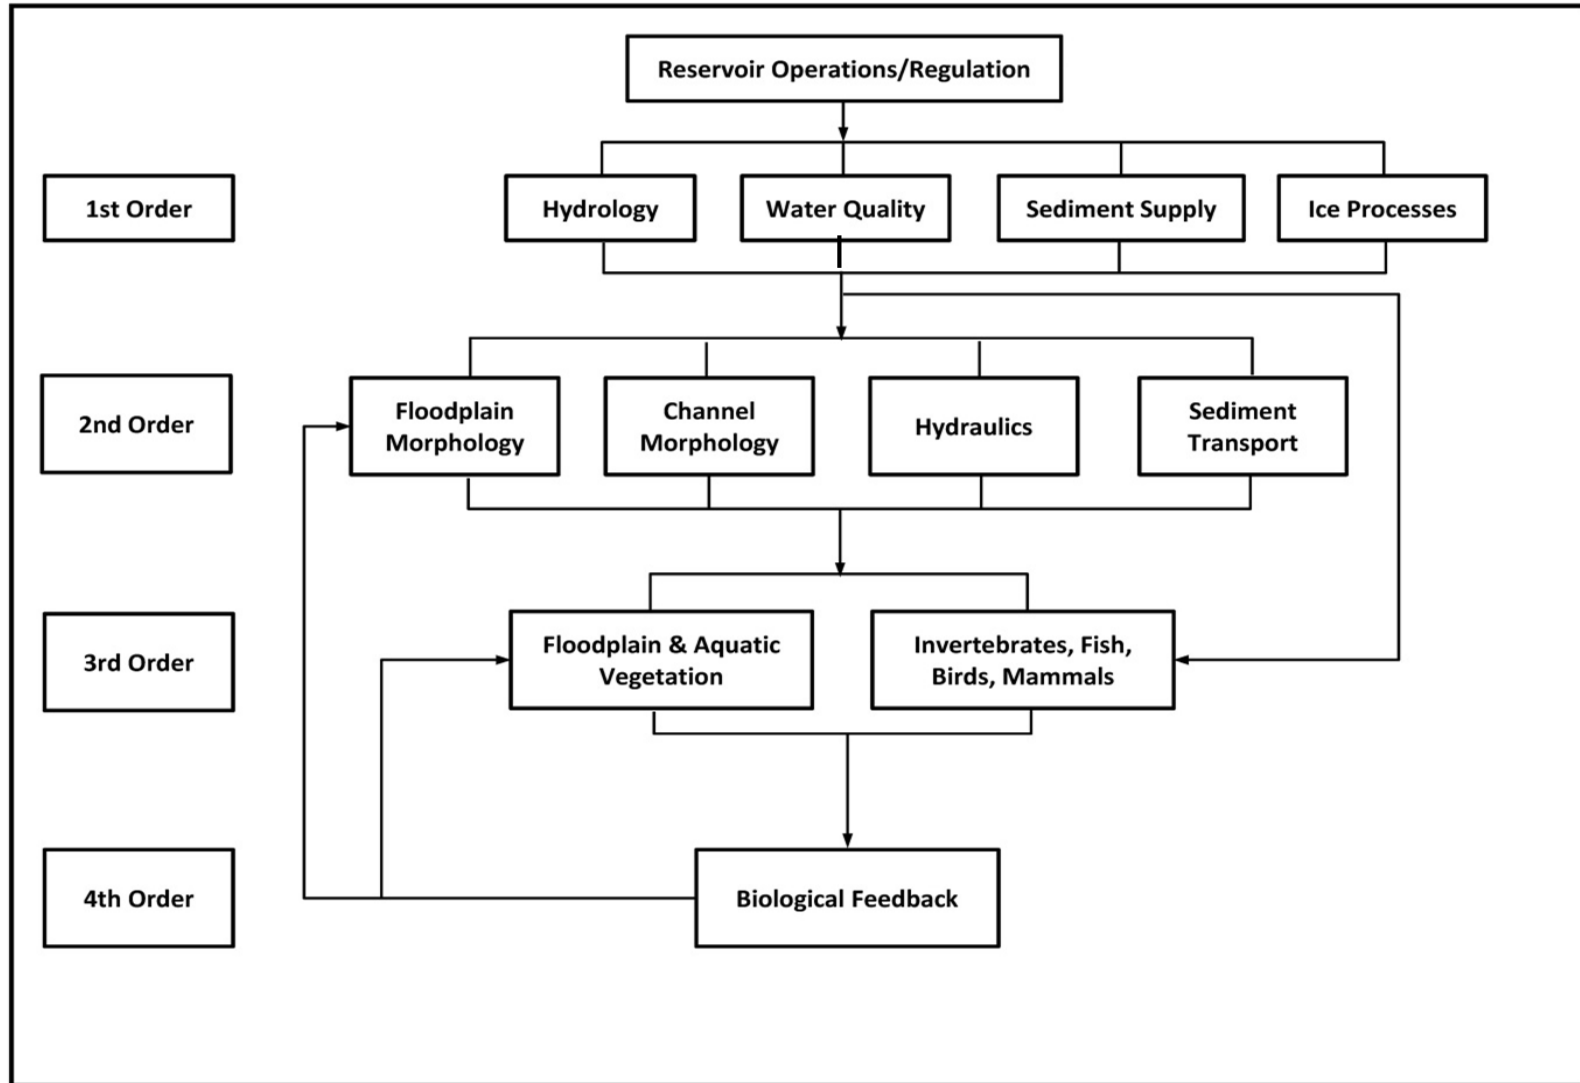 Reservoir Operations/Regulation
1st Order
Hydrology
Water Quality
Sediment Supply
Ice Processes
2nd Order
Floodplain
Morphology
Channel
Morphology
Hydraulics
Sediment
Transport
3rd Order
Floodplain & Aquatic
Vegetation
Invertebrates, Fish,
Birds, Mammals
4th Order
Biological Feedback